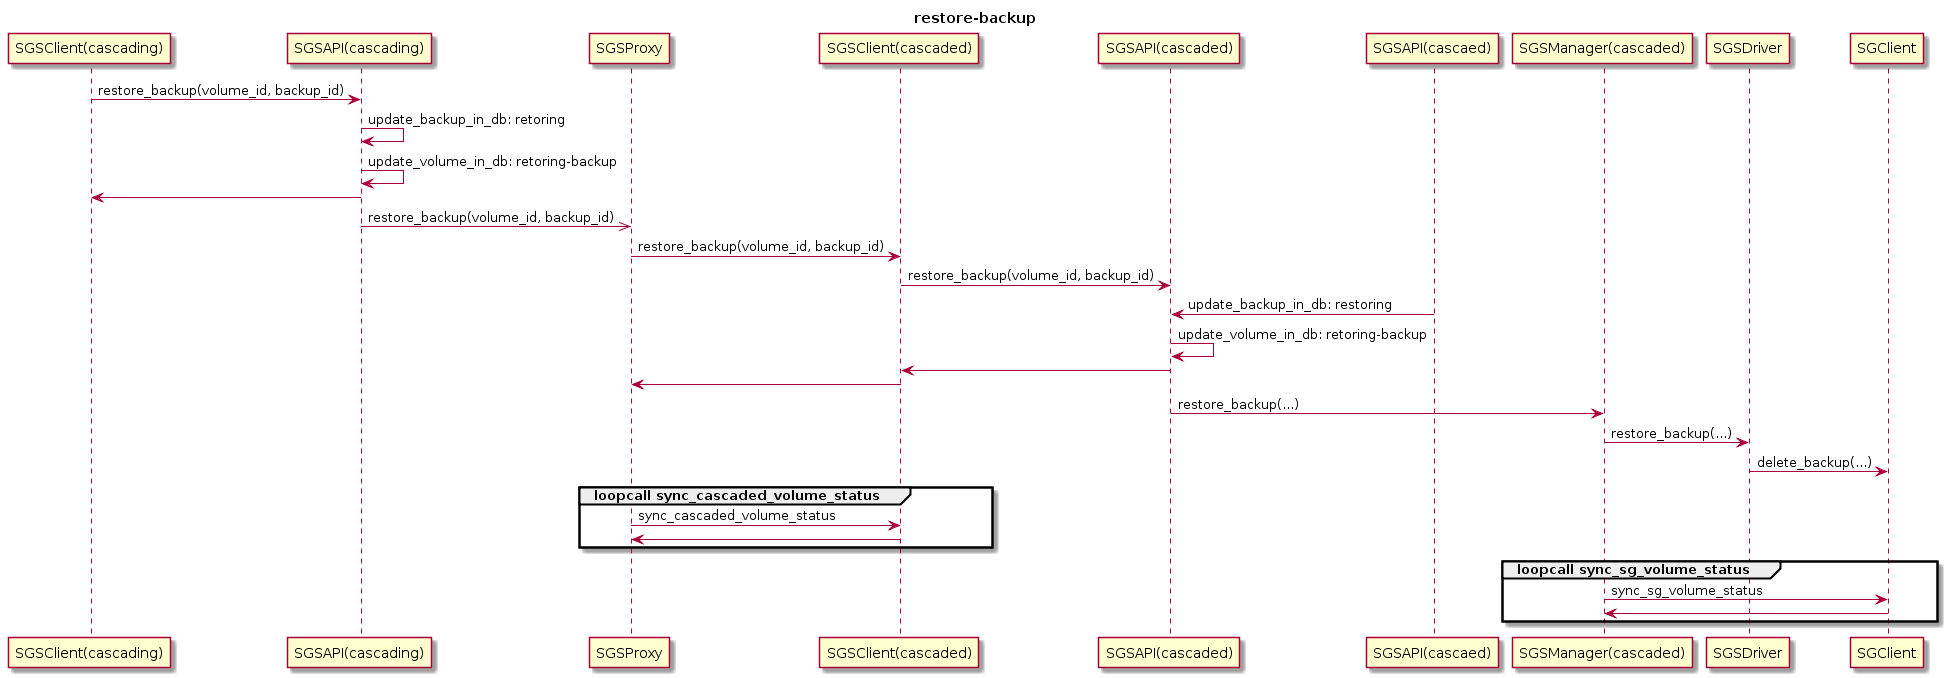 restore-backup
SGSClient(cascading) SGSAPI(cascading) SGSProxy SGSClient(cascaded) SGSAPI(cascaded) SGSAPI(cascaed) SGSManager(cascaded) SGSDriver SGClient
restore_backup(volume_id, backup_id)
update_backup_in_db: retoring
update_volume_in_db: retoring-backup
restore_backup(volume_id, backup_id)
restore_backup(volume_id, backup_id)
restore_backup(volume_id, backup_id)
update_backup_in_db: restoring
update_volume_in_db: retoring-backup
restore_backup(...)
restore_backup(...)
delete_backup(...)
loopcall sync_cascaded_volume_status
sync_cascaded_volume_status
loopcall sync_sg_volume_status
sync_sg_volume_status
SGSClient(cascading) SGSAPI(cascading) SGSProxy SGSClient(cascaded) SGSAPI(cascaded) SGSAPI(cascaed) SGSManager(cascaded) SGSDriver SGClient